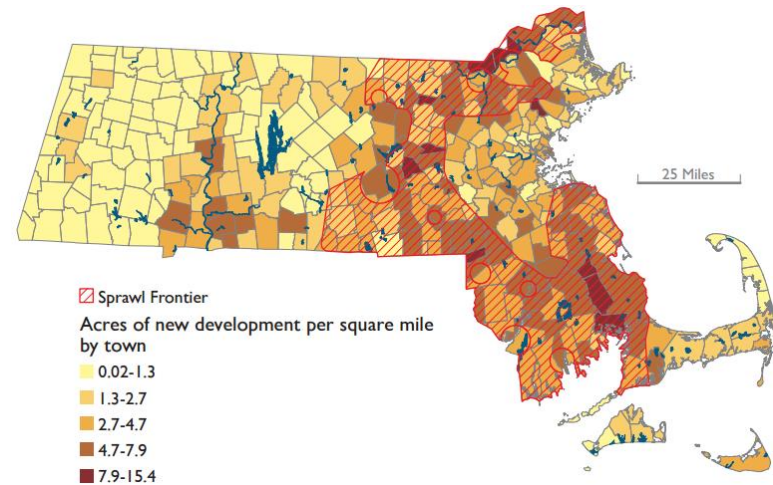 25 Miles
Sprawl Frontier
Acres of new development per square mile
by town
0.02-1.3
1.3-2.7
2.7-4.7
4.7-7.9
7.9-15.4